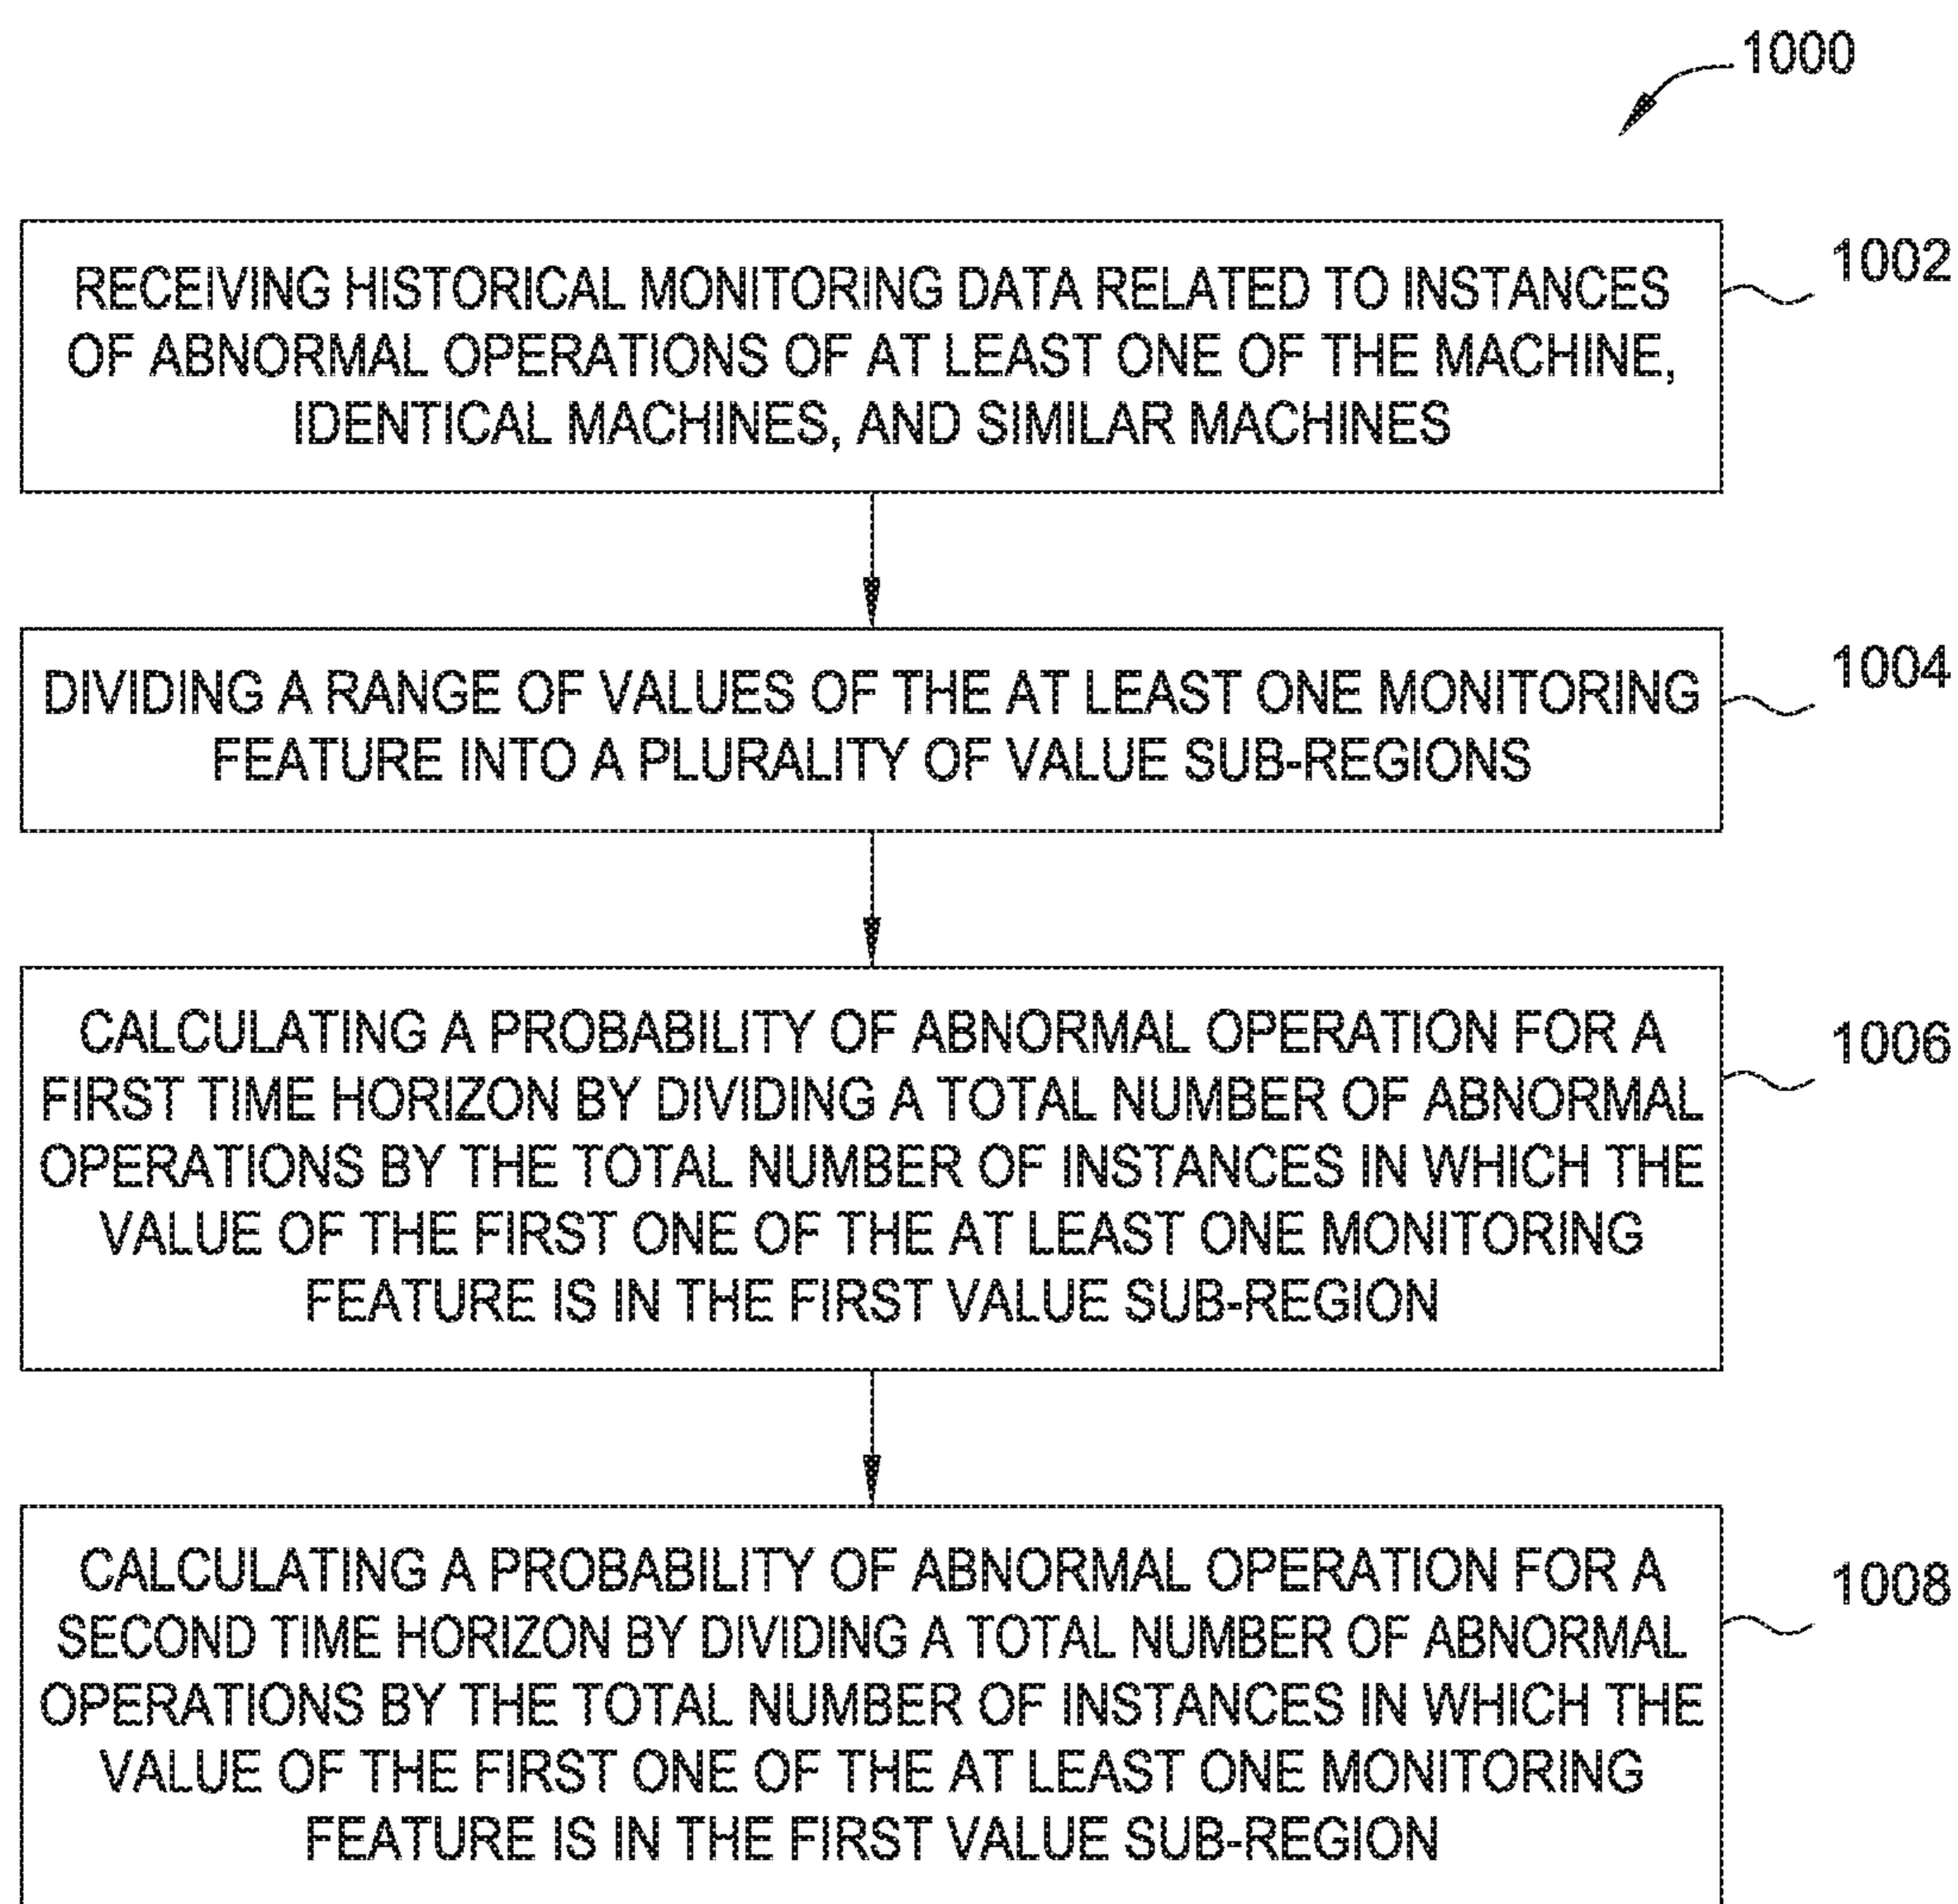 1000
RECEIVING HISTORICAL MONITORING DATA RELATED TO INSTANCES
OF ABNORMAL OPERATIONS OF AT LEAST ONE OF THE MACHINE,
IDENTICAL MACHINES, AND SIMILAR MACHINES
1002
DIVIDING A RANGE OF VALUES OF THE AT LEAST ONE MONITORING
FEATURE INTO A PLURALITY OF VALUE SUB-REGIONS
1004
CALCULATING A PROBABILITY OF ABNORMAL OPERATION FOR A
FIRST TIME HORIZON BY DIVIDING A TOTAL NUMBER OF ABNORMAL
OPERATIONS BY THE TOTAL NUMBER OF INSTANCES IN WHICH THE
VALUE OF THE FIRST ONE OF THE AT LEAST ONE MONITORING
FEATURE IS IN THE FIRST VALUE SUB-REGION
1006
CALCULATING A PROBABILITY OF ABNORMAL OPERATION FOR A
SECOND TIME HORIZON BY DIVIDING A TOTAL NUMBER OF ABNORMAL
OPERATIONS BY THE TOTAL NUMBER OF INSTANCES IN WHICH THE
VALUE OF THE FIRST ONE OF THE AT LEAST ONE MONITORING
FEATURE IS IN THE FIRST VALUE SUB-REGION
1008